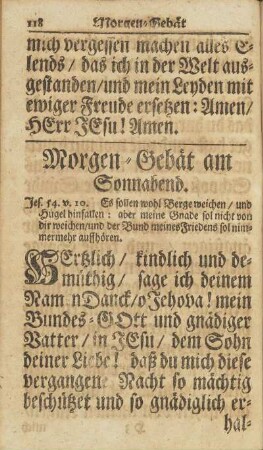 118 Morgen-Gebät
mich vergessen machen alles E-
lends / das ich in der Welt aus-
gestanden / und mein Leyden mit
ewiger Freude ersetzen: Amen /
HErr JEsu! Amen.
Morgen-Gebät am
Sonnabend.
Jes. 54. v. 10. Es sollen wohl Berge weichen / und
Hügel hinfallen: aber meine Gnade sol nicht von
dir weichen / und der Bund meines Friedens sol nim-
mermehr auffhören.
HErtzlich / kindlich und de-
müthig / sage ich deinem
Namen Danck / o Jehova! mein
Bundes-GOtt und gnädiger
Vatter / in JEsu / dem Sohn
deiner Liebe! daß du mich diese
vergangene Nacht so mächtig
beschützet und so gnädiglich er-
hal-